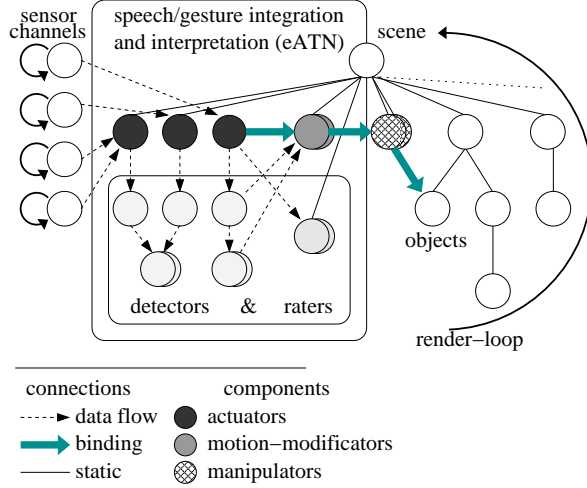 sensor
channels
speech/gesture integration
and interpretation (eATN)
scene
objects
detectors & raters
render−loop
connections
components
data flow
actuators
binding
motion−modificators
static
manipulators